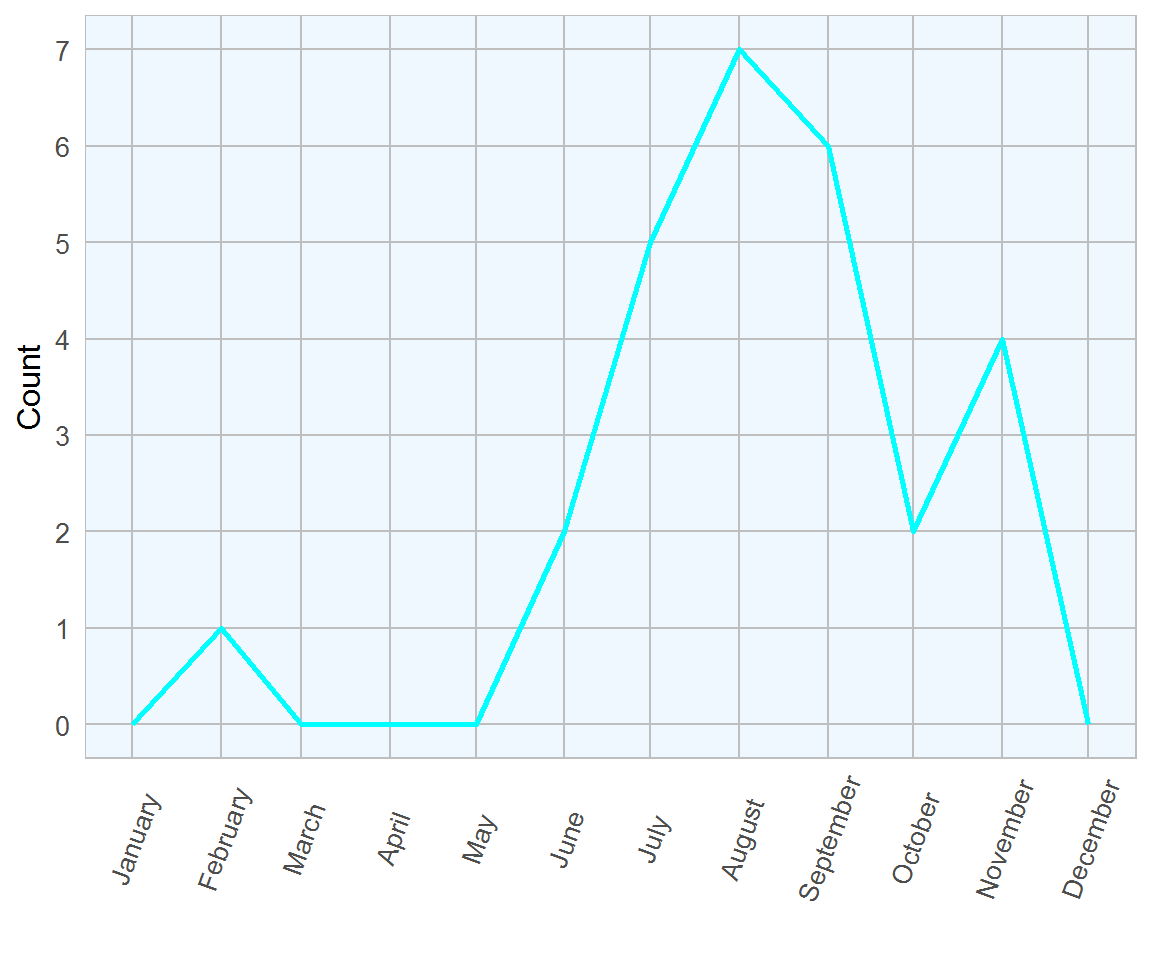 7
6
5
4
3
2
1
0
Count
January
February
March
April
May
June
July
August
September
October
November
December